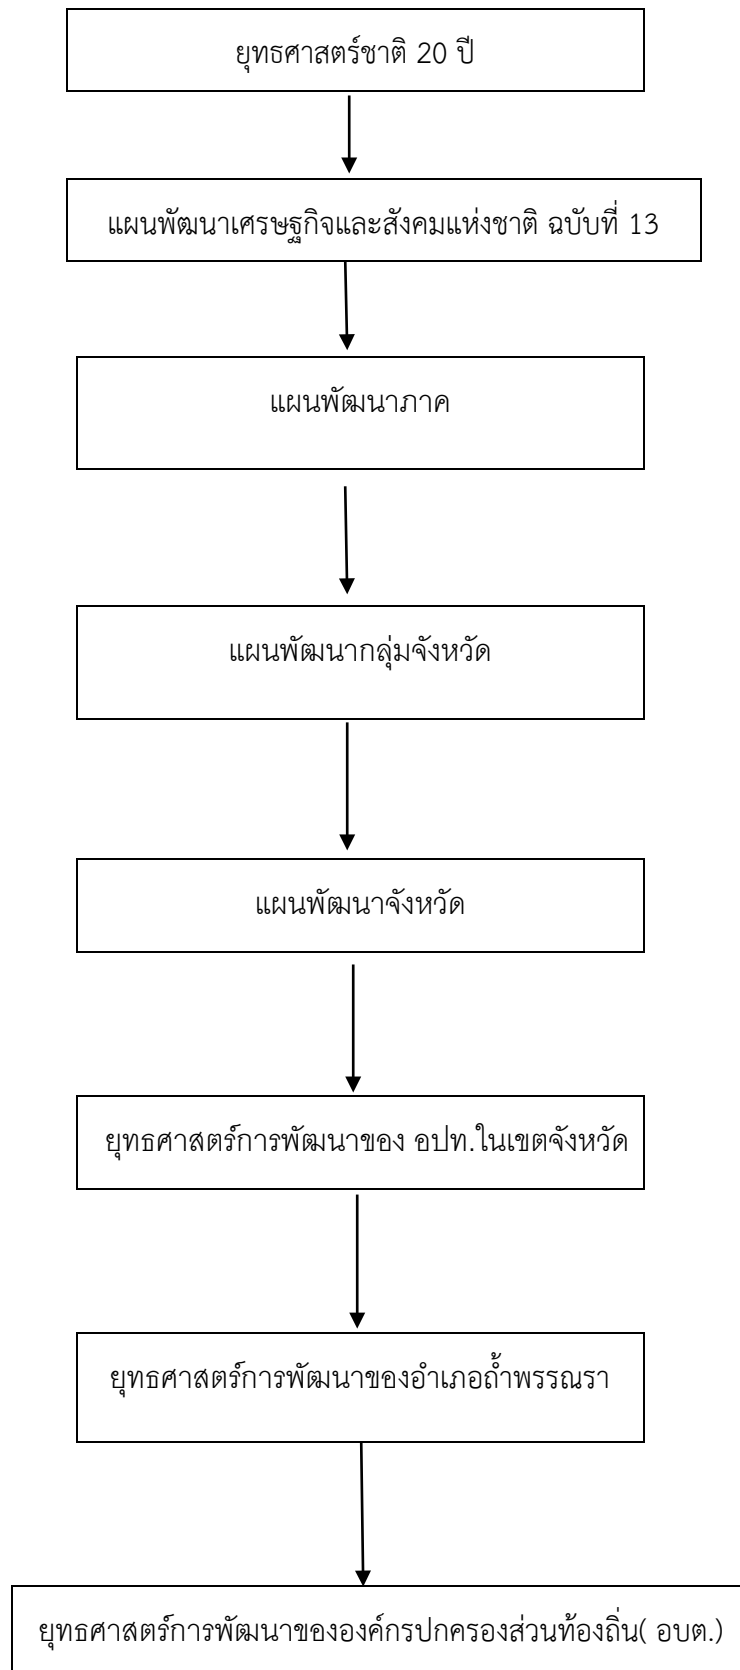 ยุทธศาสตร์ชาติ 20 ปี
แผนพัฒนาเศรษฐกิจและสังคมแห่งชาติ ฉบับที่ 13
แผนพัฒนาภาค
แผนพัฒนากลุ่มจังหวัด
แผนพัฒนาจังหวัด
ยุทธศาสตร์การพัฒนาของ อปท.ในเขตจังหวัด
ยุทธศาสตร์การพัฒนาของอำเภอถ้ำพรรณรา
ยุทธศาสตร์การพัฒนาขององค์กรปกครองส่วนท้องถิ่น( อบต.)